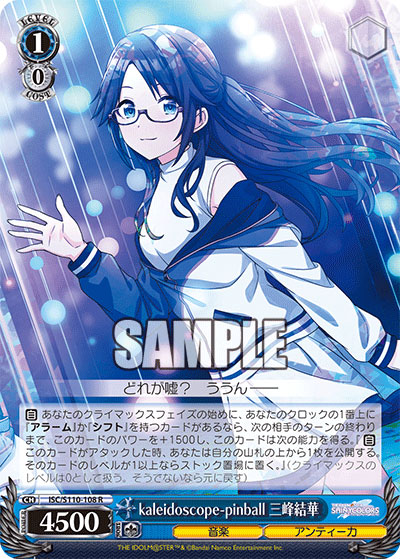 LEVEL
1
0
COST
SAMPLE
どれが嘘? ううん――
自 あなたのクライマックスフェイズの始めに、あなたのクロックの1番上に
『アラーム』か『シフト』を持つカードがあるなら、次の相手のターンの終わり
まで、このカードのパワーを+1500し、このカードは次の能力を得る。『自
このカードがアタックした時、あなたは自分の山札の上から1枚を公開する。
そのカードのレベルが1以上ならストック置場に置く。』(クライマックスの
レベルは0として扱う。そうでないなら元に戻す)
CH
ISC/S110-108 R
POWER
4500
kaleidoscope-pinball 三峰結華
THE IDOLM@STER
SHINYCOLORS
音楽
アンティーカ
THE IDOLM@STER™ & ©Bandai Namco Entertainment Inc.